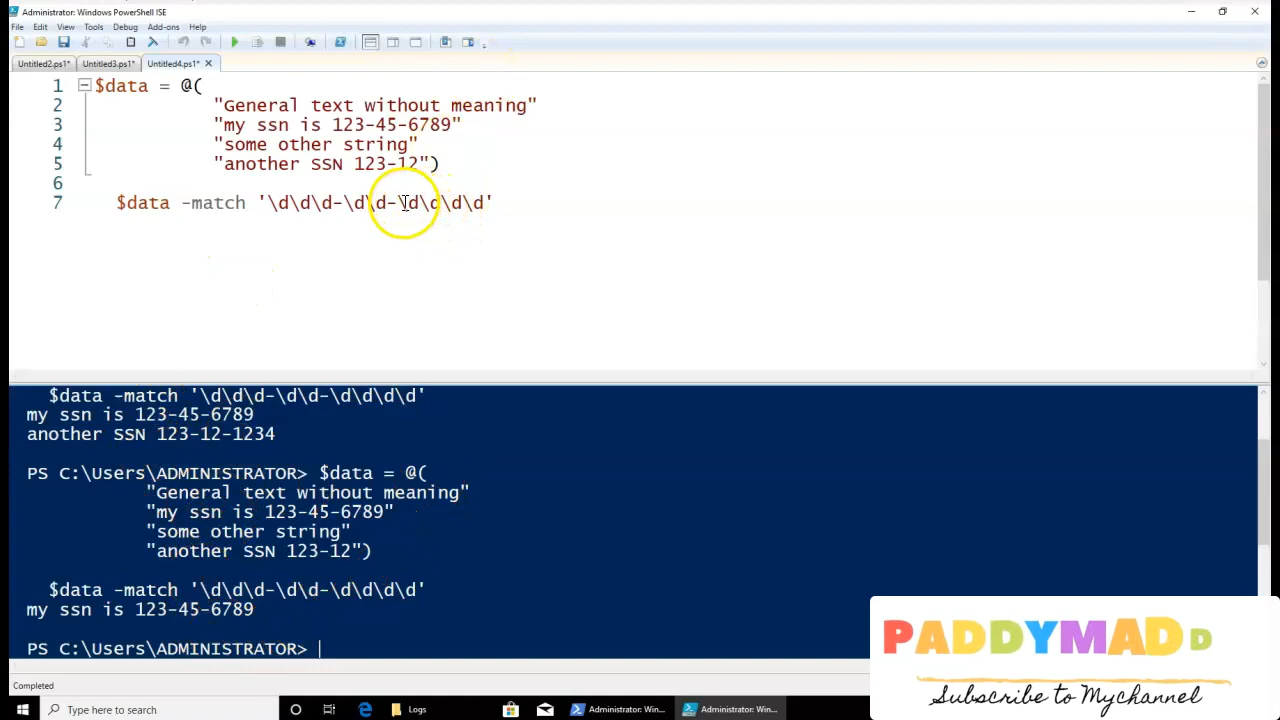 Administrator: Windows PowerShell ISE
File Edit View Tools Debug Add-ons Help
Untitled2.ps1* Untitled3.ps1* Untitled4.ps1*
1 $data = @(
2 "General text without meaning"
3 "my ssn is 123-45-6789"
4 "some other string"
5 "another SSN 123-12")
6
7 $data -match '\d\d\d-\d\d-\d\d\d\d'
$data -match '\d\d\d-\d\d-\d\d\d\d'
my ssn is 123-45-6789
another SSN 123-12-1234
PS C:\Users\ADMINISTRATOR> $data = @(
"General text without meaning"
"my ssn is 123-45-6789"
"some other string"
"another SSN 123-12")
$data -match '\d\d\d-\d\d-\d\d\d\d'
my ssn is 123-45-6789
PS C:\Users\ADMINISTRATOR>
PADDYMAD D
Subscribe to Mychannel
Completed
Type here to search
Logs
Administrator: Win...
Administrator: Win...